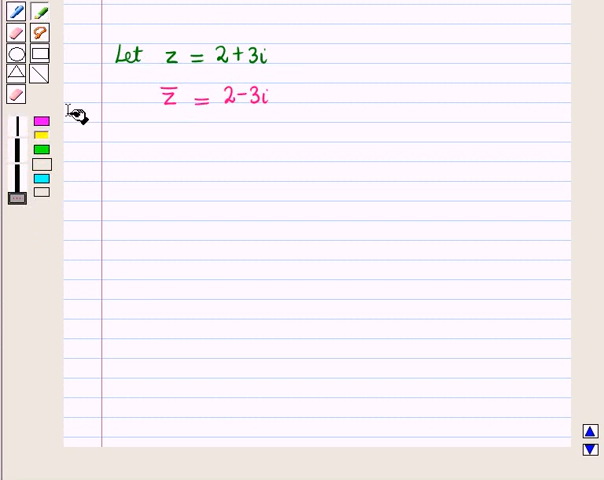 Let z = 2+3i
z̅ = 2-3i